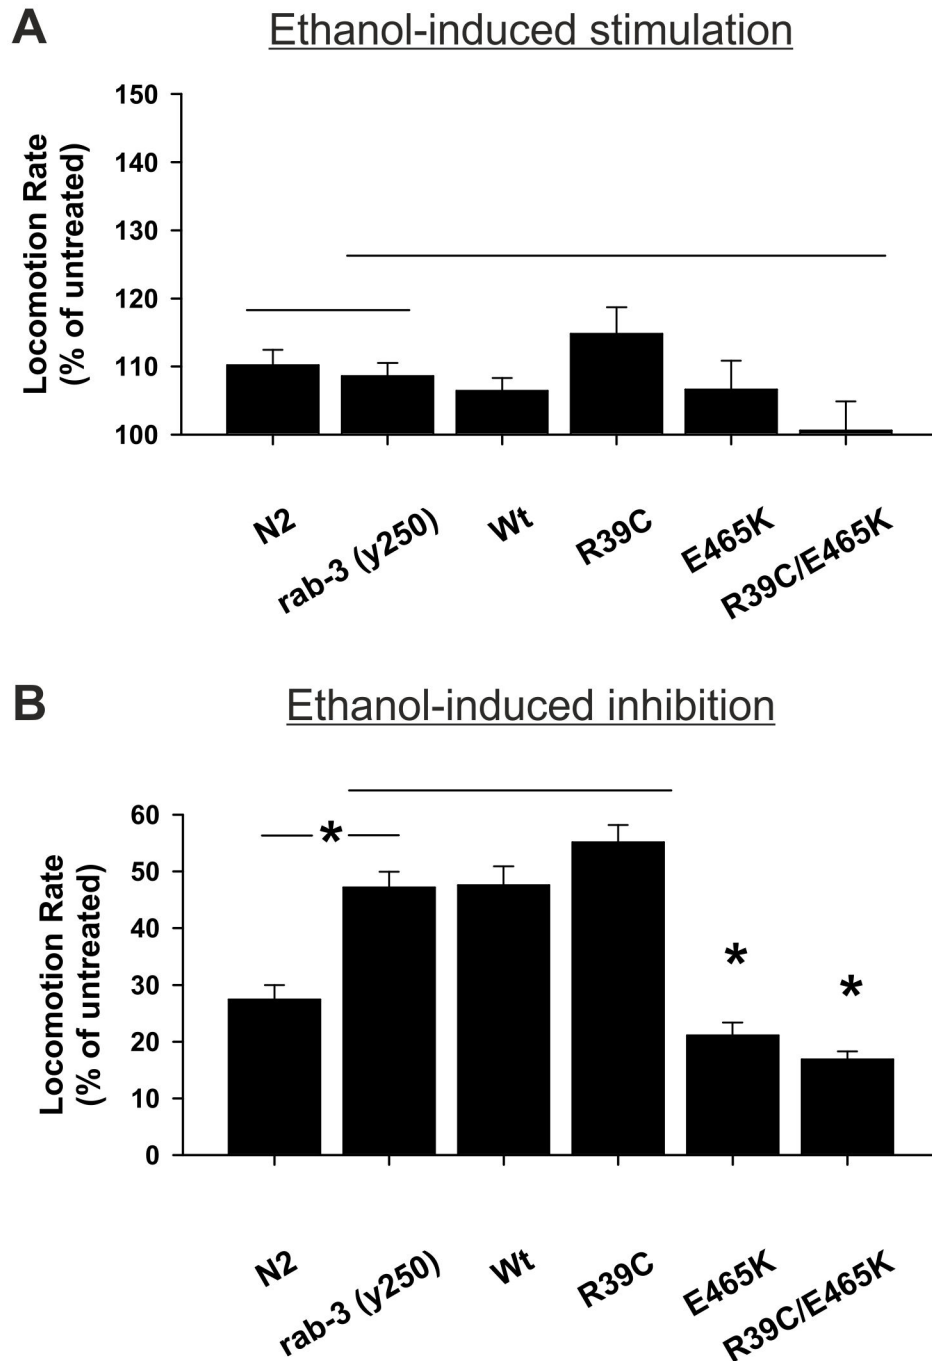 A
Ethanol-induced stimulation
Locomotion Rate
(% of untreated)
150
140
130
120
110
100
N2
rab-3 (y250)
Wt
R39C
E465K
R39C/E465K
B
Ethanol-induced inhibition
Locomotion Rate
(% of untreated)
60
50
40
30
20
10
0
*
*
*
N2
rab-3 (y250)
Wt
R39C
E465K
R39C/E465K